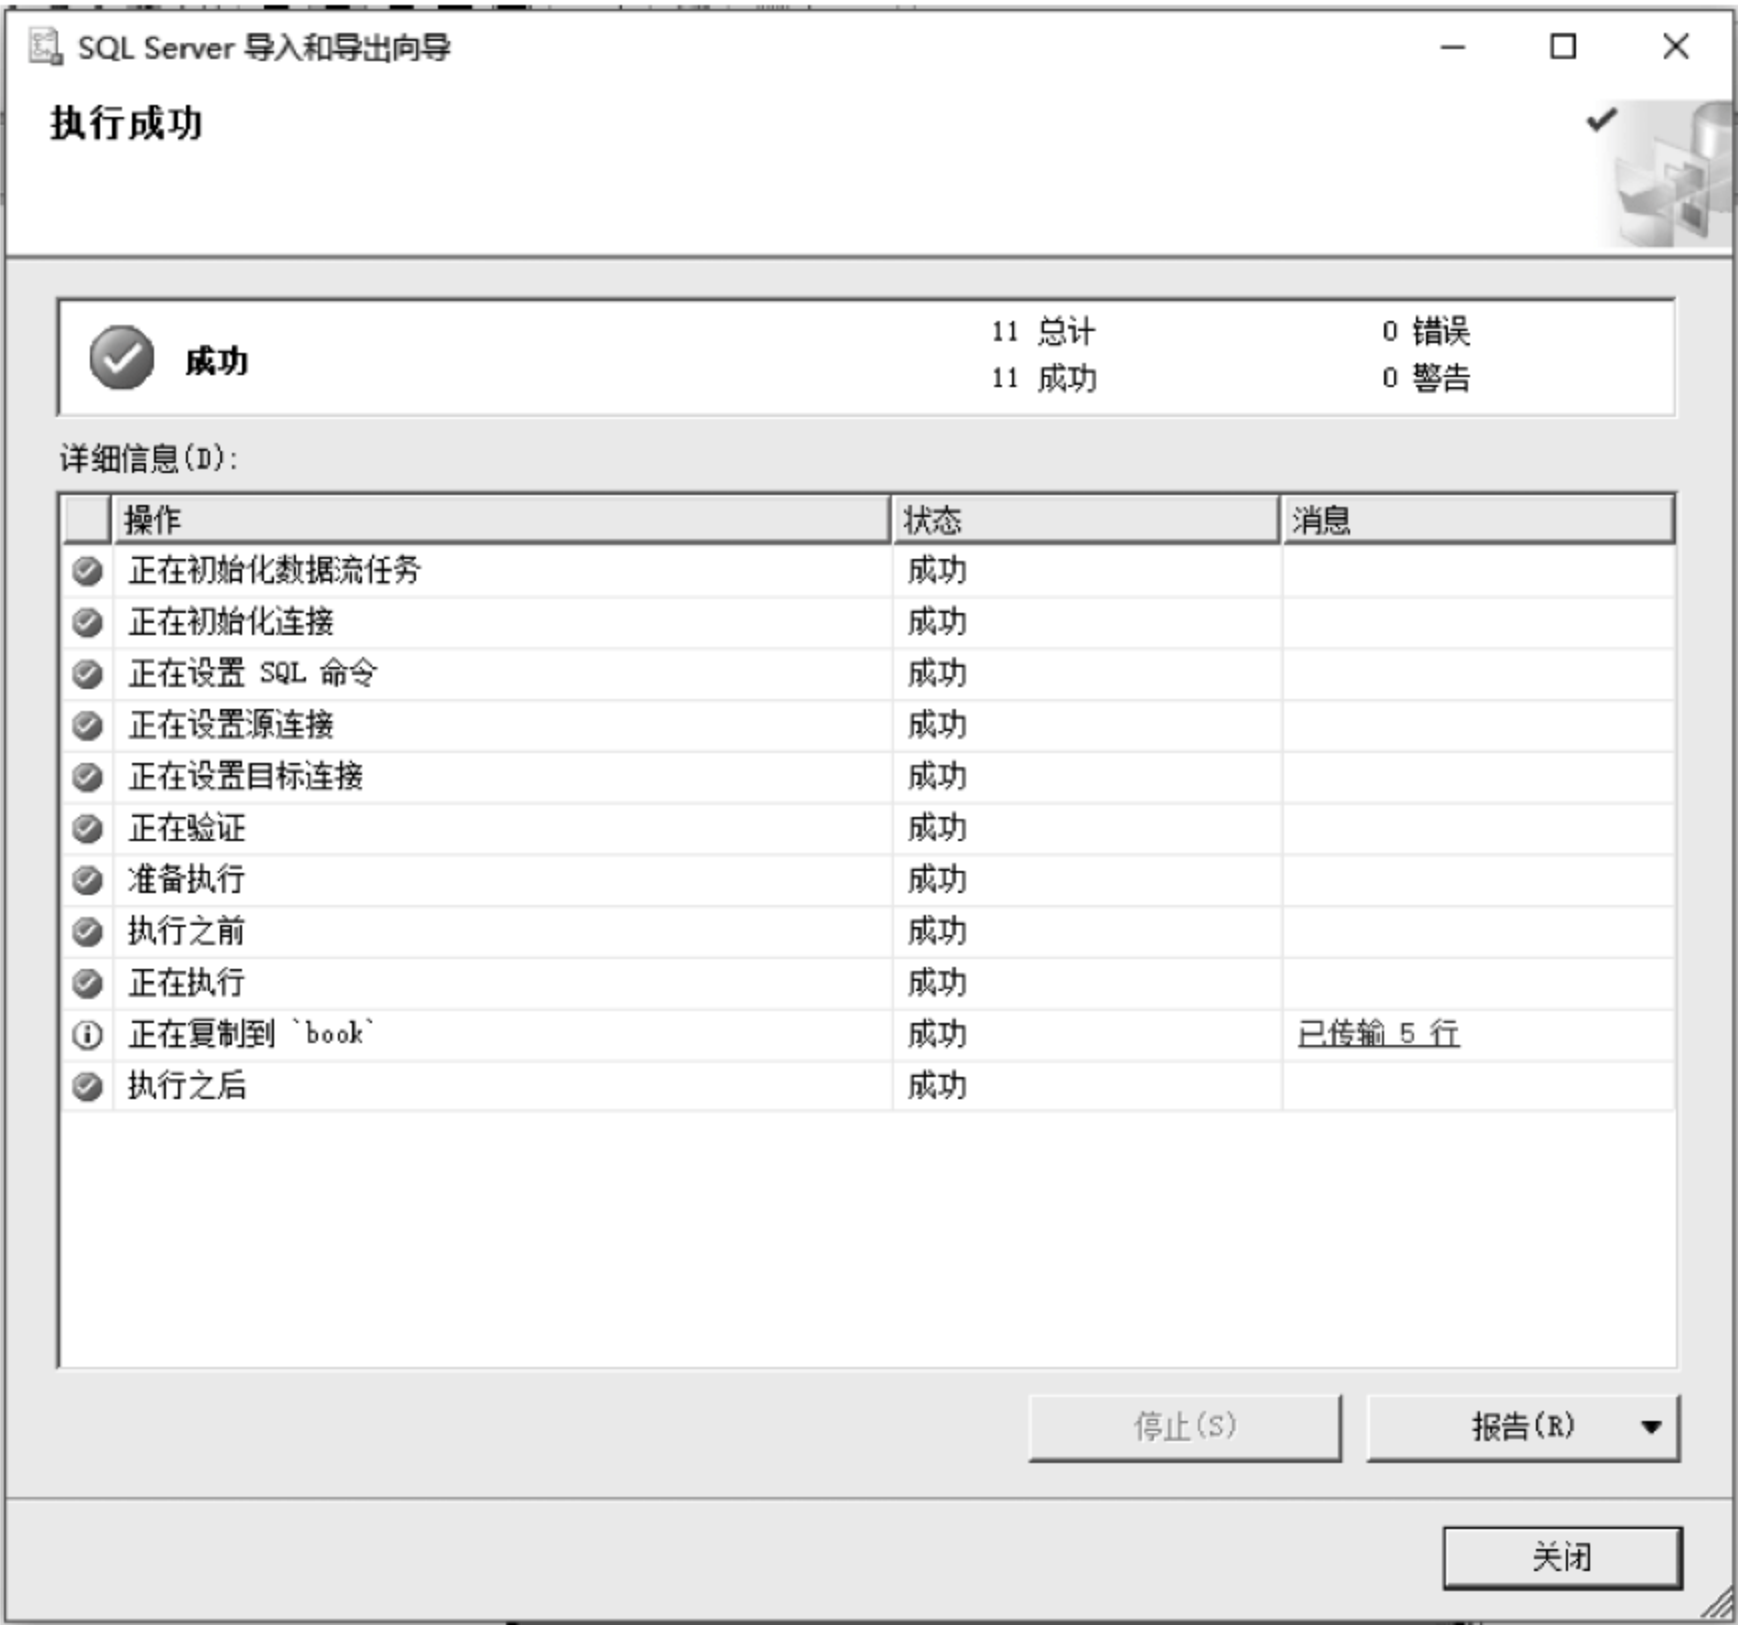 SQL Server 导入和导出向导
执行成功
成功
11 总计
0 错误
11 成功
0 警告
详细信息(D):
操作 状态 消息
正在初始化数据流任务 成功
正在初始化连接 成功
正在设置 SQL 命令 成功
正在设置源连接 成功
正在设置目标连接 成功
正在验证 成功
准备执行 成功
执行之前 成功
正在执行 成功
正在复制到 `book` 成功 已传输 5 行
执行之后 成功
停止(S) 报告(R)
关闭